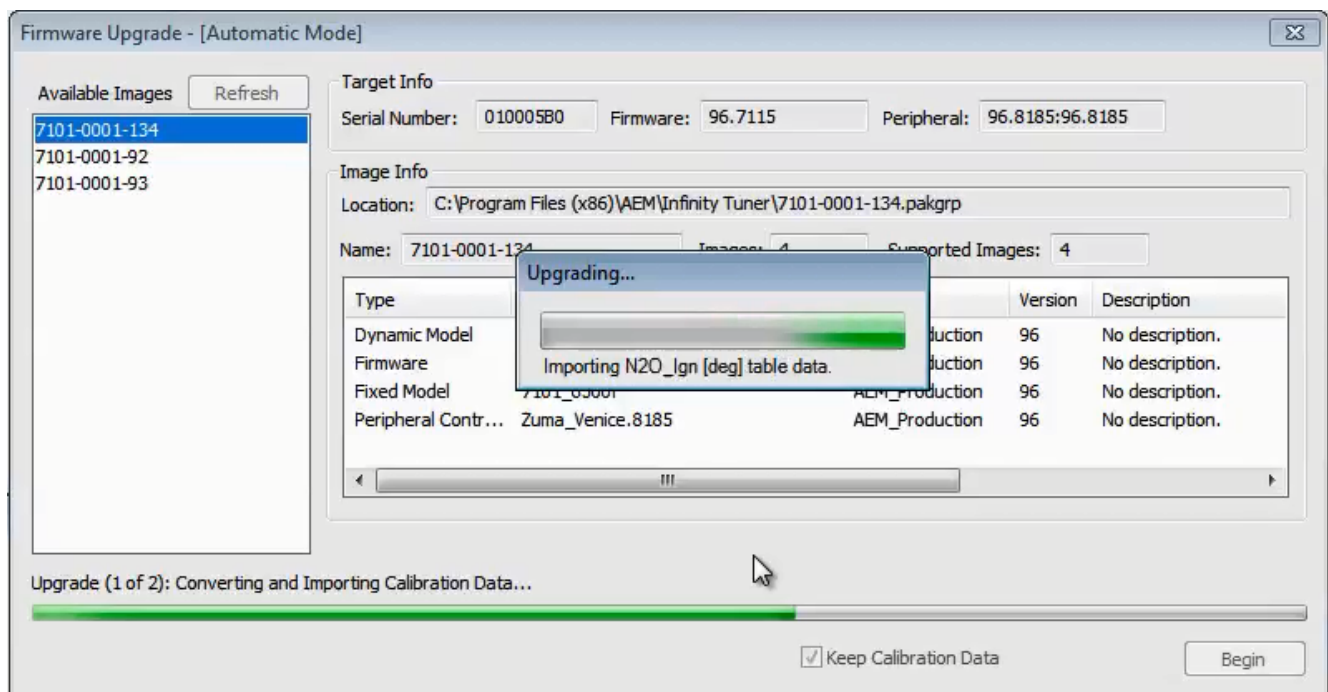 Firmware Upgrade - [Automatic Mode]
Available Images Refresh
7101-0001-134
7101-0001-92
7101-0001-93
Target Info
Serial Number: 010005B0 Firmware: 96.7115 Peripheral: 96.8185:96.8185
Image Info
Location: C:\Program Files (x86)\AEM\Infinity Tuner\7101-0001-134.pakgrp
Name: 7101-0001-134 Images: 4 Supported Images: 4
Type Version Description
Dynamic Model 96 No description.
Firmware 96 No description.
Fixed Model AEM_Production 96 No description.
Peripheral Contr... Zuma_Venice.8185 AEM_Production 96 No description.
Upgrading...
Importing N2O_Ign [deg] table data.
Upgrade (1 of 2): Converting and Importing Calibration Data...
Keep Calibration Data Begin